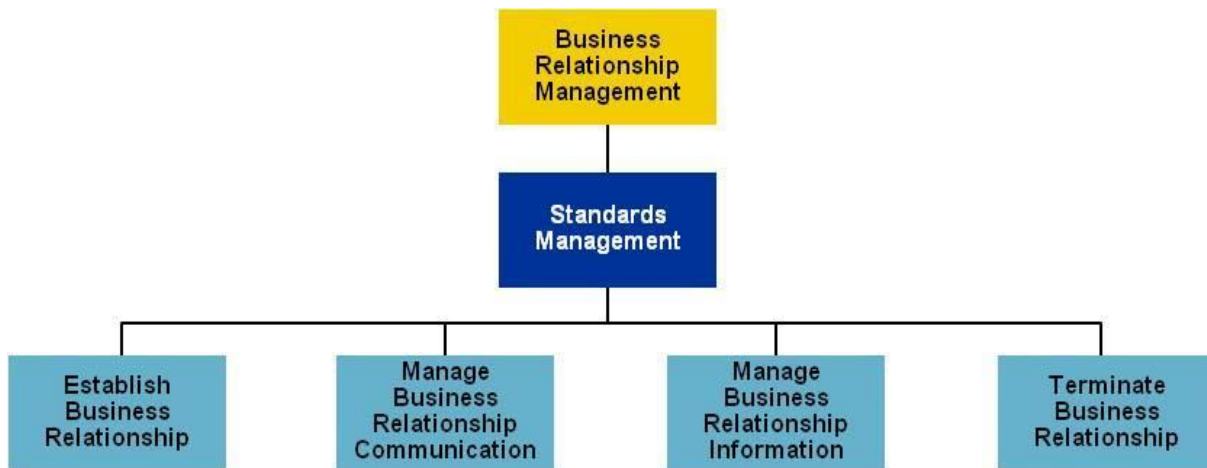 Business
Relationship
Management
Standards
Management
Establish
Business
Relationship
Manage
Business
Relationship
Communication
Manage
Business
Relationship
Information
Terminate
Business
Relationship